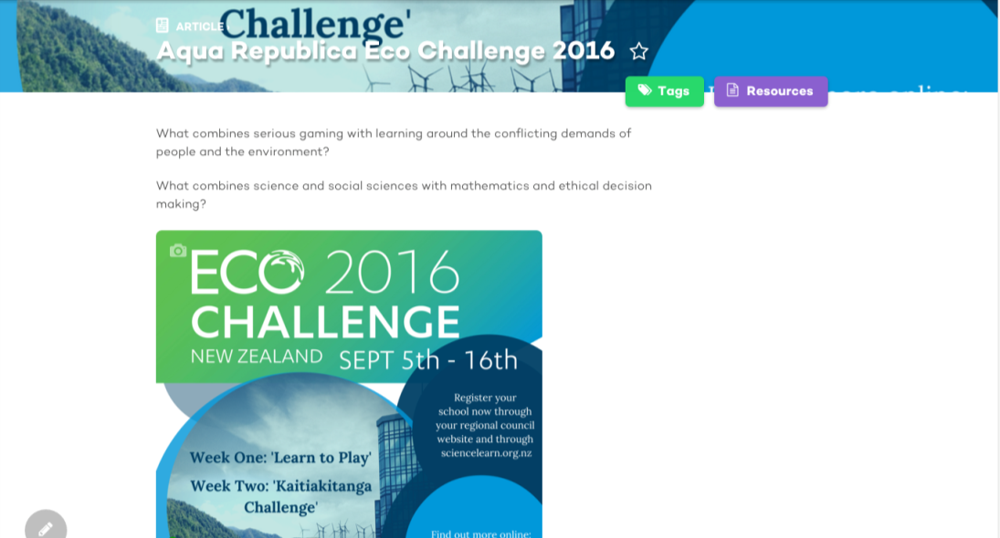 Challenge'
ARTICLE
Aqua Republica Eco Challenge 2016
Tags
Resources
What combines serious gaming with learning around the conflicting demands of
people and the environment?
What combines science and social sciences with mathematics and ethical decision
making?
ECO 2016
CHALLENGE
NEW ZEALAND SEPT 5th - 16th
Register your
school now through
your regional council
website and through
sciencelearn.org.nz
Week One: 'Learn to Play'
Week Two: 'Kaitiakitanga
Challenge'
Find out more online: